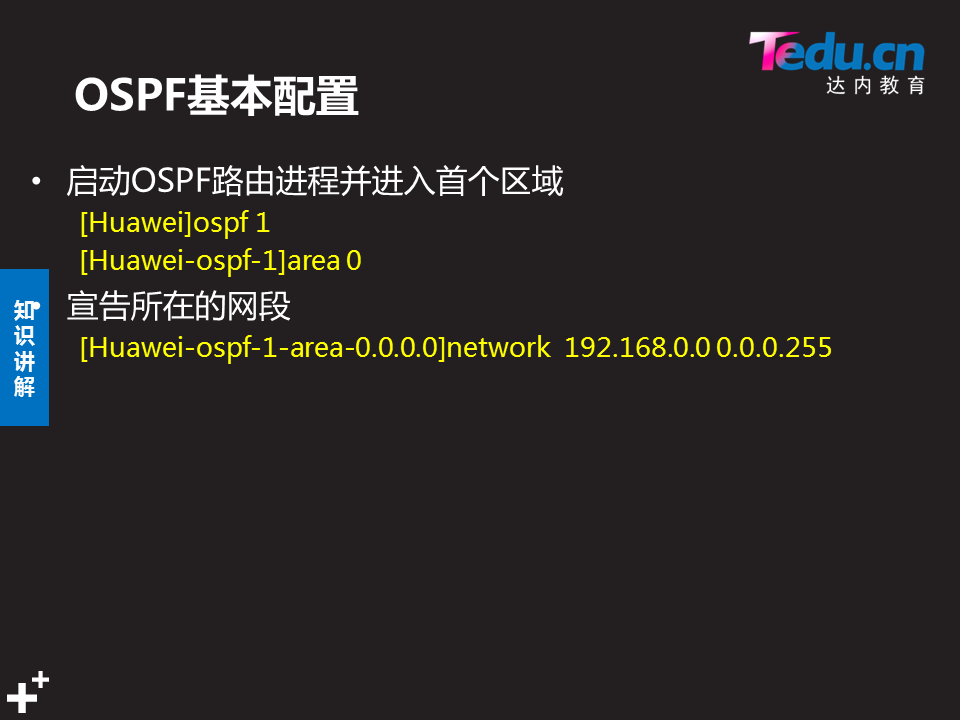 Tedu.cn
达内教育
OSPF基本配置
• 启动OSPF路由进程并进入首个区域
[Huawei]ospf 1
[Huawei-ospf-1]area 0
• 宣告所在的网段
[Huawei-ospf-1-area-0.0.0.0]network 192.168.0.0 0.0.0.255
知识讲解